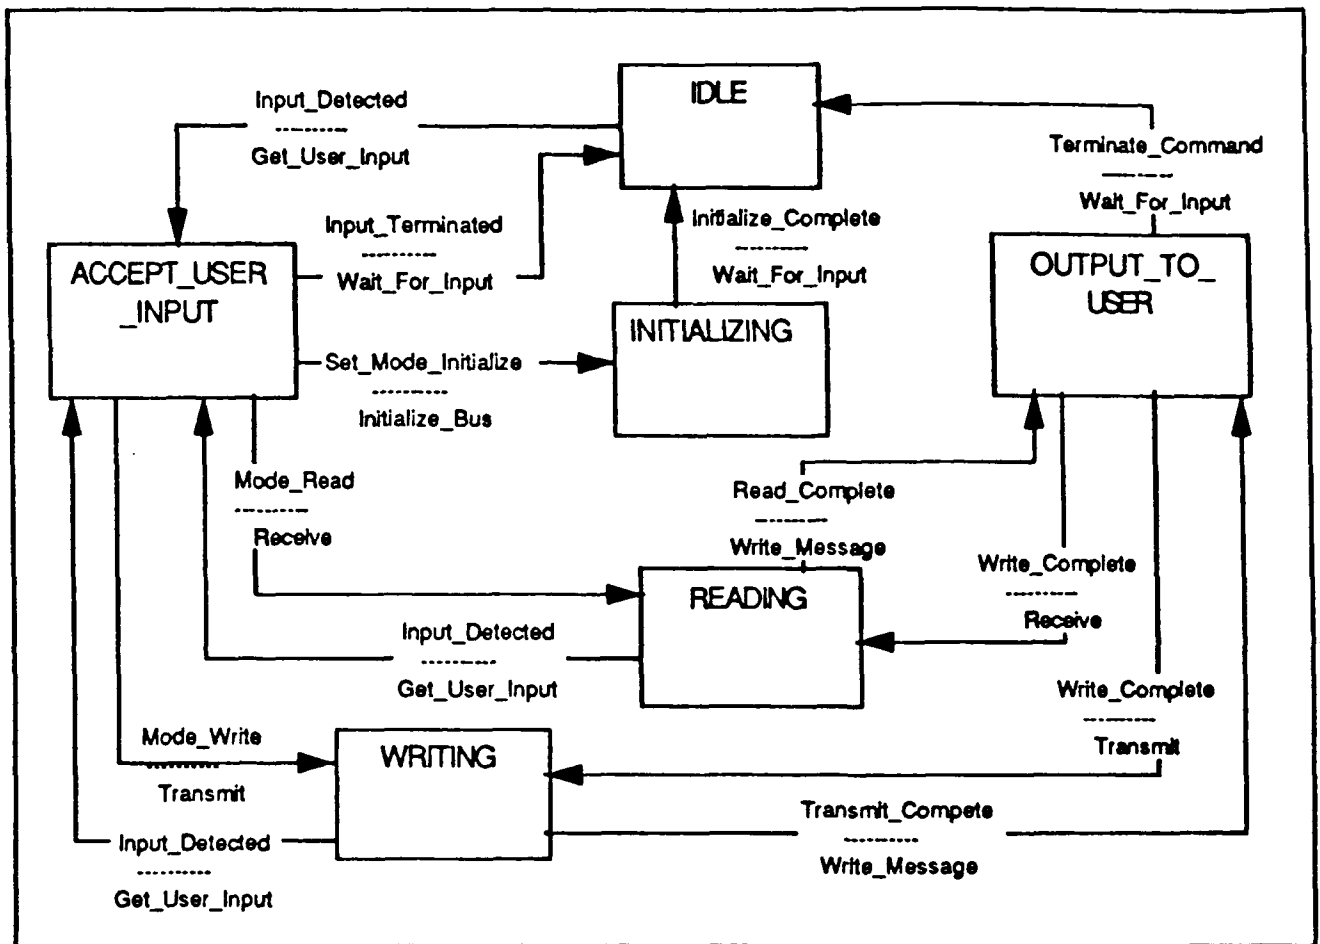 IDLE
Input_Detected
Get_User_Input
Terminate_Command
Wait_For_Input
Input_Terminated
Wait_For_Input
Initialize_Complete
Wait_For_Input
ACCEPT_USER
_INPUT
OUTPUT_TO_
USER
INITIALIZING
Set_Mode_Initialize
Initialize_Bus
Mode_Read
Receive
Read_Complete
Write_Message
Write_Complete
Receive
READING
Input_Detected
Get_User_Input
Write_Complete
Transmit
Mode_Write
Transmit
WRITING
Transmit_Compete
Write_Message
Input_Detected
Get_User_Input